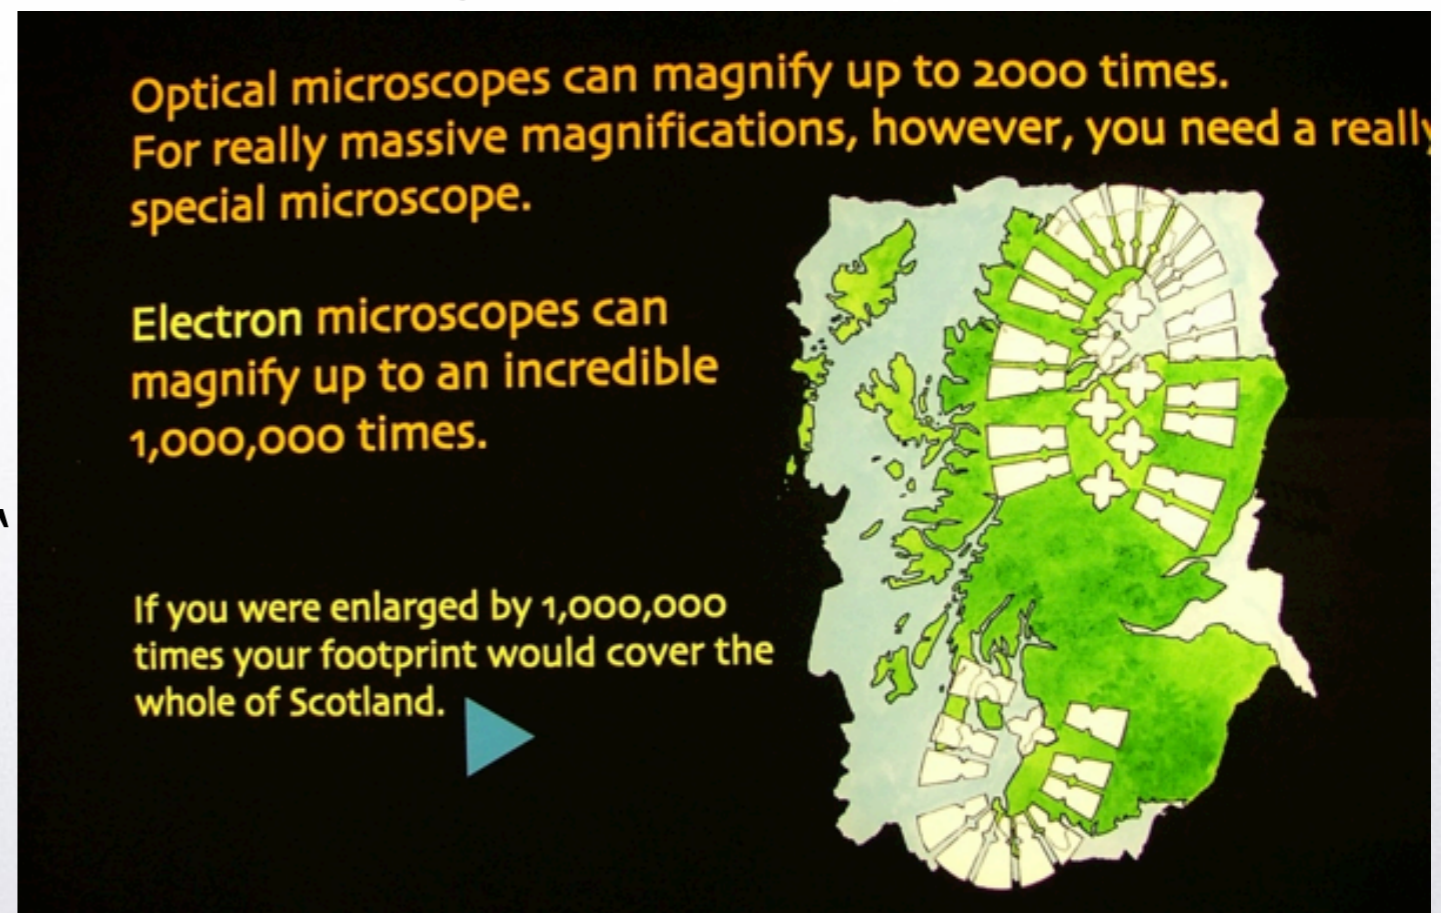 Optical microscopes can magnify up to 2000 times.
For really massive magnifications, however, you need a really
special microscope.
Electron microscopes can
magnify up to an incredible
1,000,000 times.
If you were enlarged by 1,000,000
times your footprint would cover the
whole of Scotland.